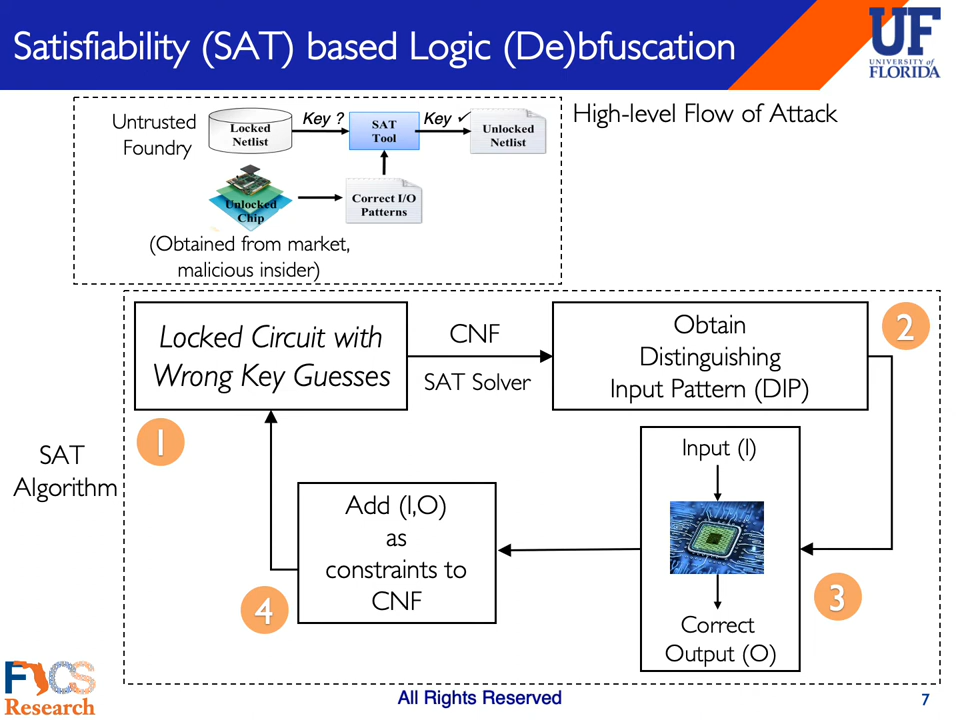 Satisfiability (SAT) based Logic (De)bfuscation
UF
UNIVERSITY of
FLORIDA
High-level Flow of Attack
Untrusted
Foundry
Locked
Netlist
Key ?
SAT
Tool
Key ✓
Unlocked
Netlist
Unlocked
Chip
Correct I/O
Patterns
(Obtained from market,
malicious insider)
Locked Circuit with
Wrong Key Guesses
CNF
SAT Solver
Obtain
Distinguishing
Input Pattern (DIP)
2
1
SAT
Algorithm
Input (I)
Correct
Output (O)
3
Add (I,O)
as
constraints to
CNF
4
FICS
Research
All Rights Reserved
7